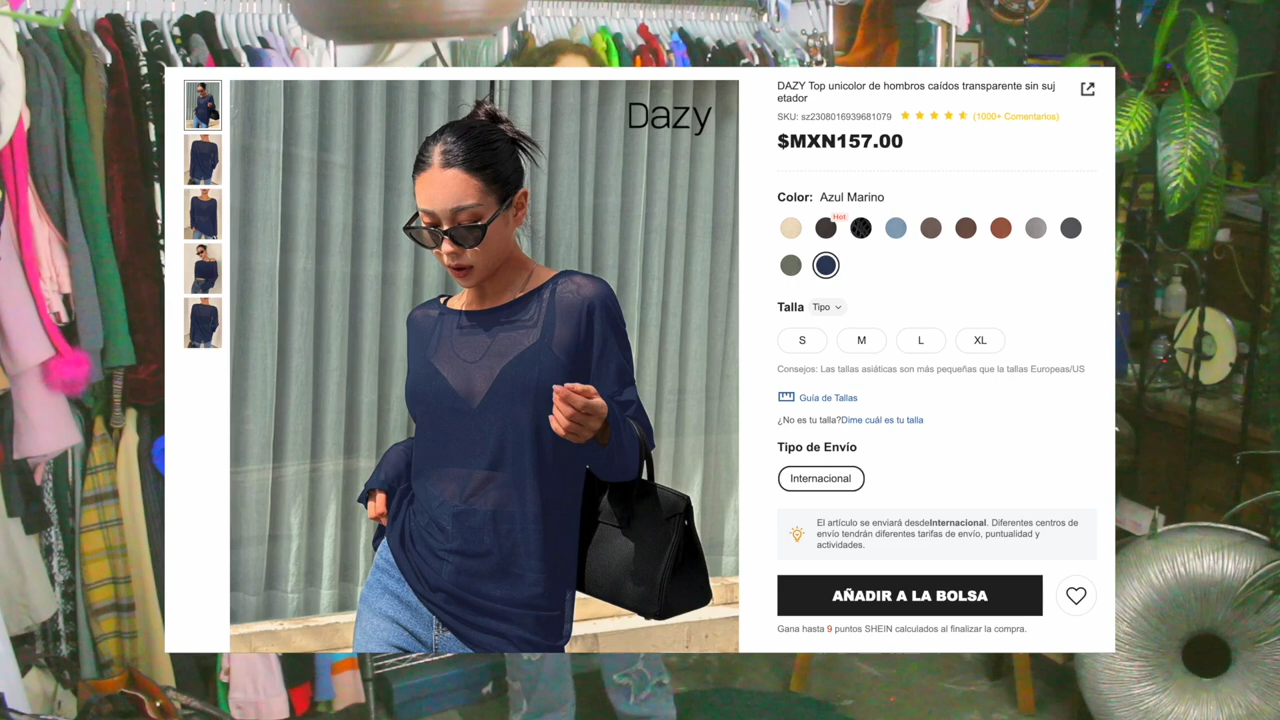 Dazy
DAZY Top unicolor de hombros caídos transparente sin suj
etador
SKU: sz2308016939681079 (1000+ Comentarios)
$MXN157.00
Color: Azul Marino
Hot
Talla Tipo
S M L XL
Consejos: Las tallas asiáticas son más pequeñas que la tallas Europeas/US
Guía de Tallas
¿No es tu talla?Dime cuál es tu talla
Tipo de Envío
Internacional
El artículo se enviará desdeInternacional. Diferentes centros de
envío tendrán diferentes tarifas de envío, puntualidad y
actividades.
AÑADIR A LA BOLSA
Gana hasta 9 puntos SHEIN calculados al finalizar la compra.